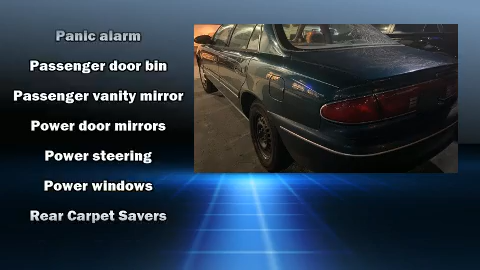 Panic alarm
Passenger door bin
Passenger vanity mirror
Power door mirrors
Power steering
Power windows
Rear Carpet Savers